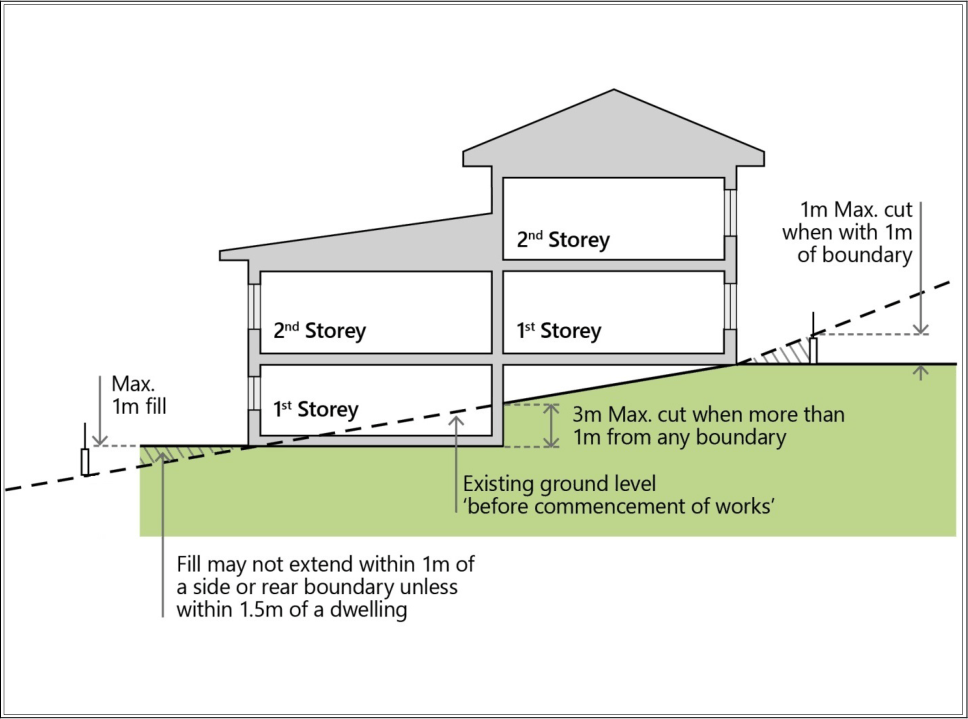 2nd Storey
1m Max. cut
when with 1m
of boundary
2nd Storey
1st Storey
Max.
1m fill
1st Storey
3m Max. cut when more than
1m from any boundary
Existing ground level
‘before commencement of works’
Fill may not extend within 1m of
a side or rear boundary unless
within 1.5m of a dwelling